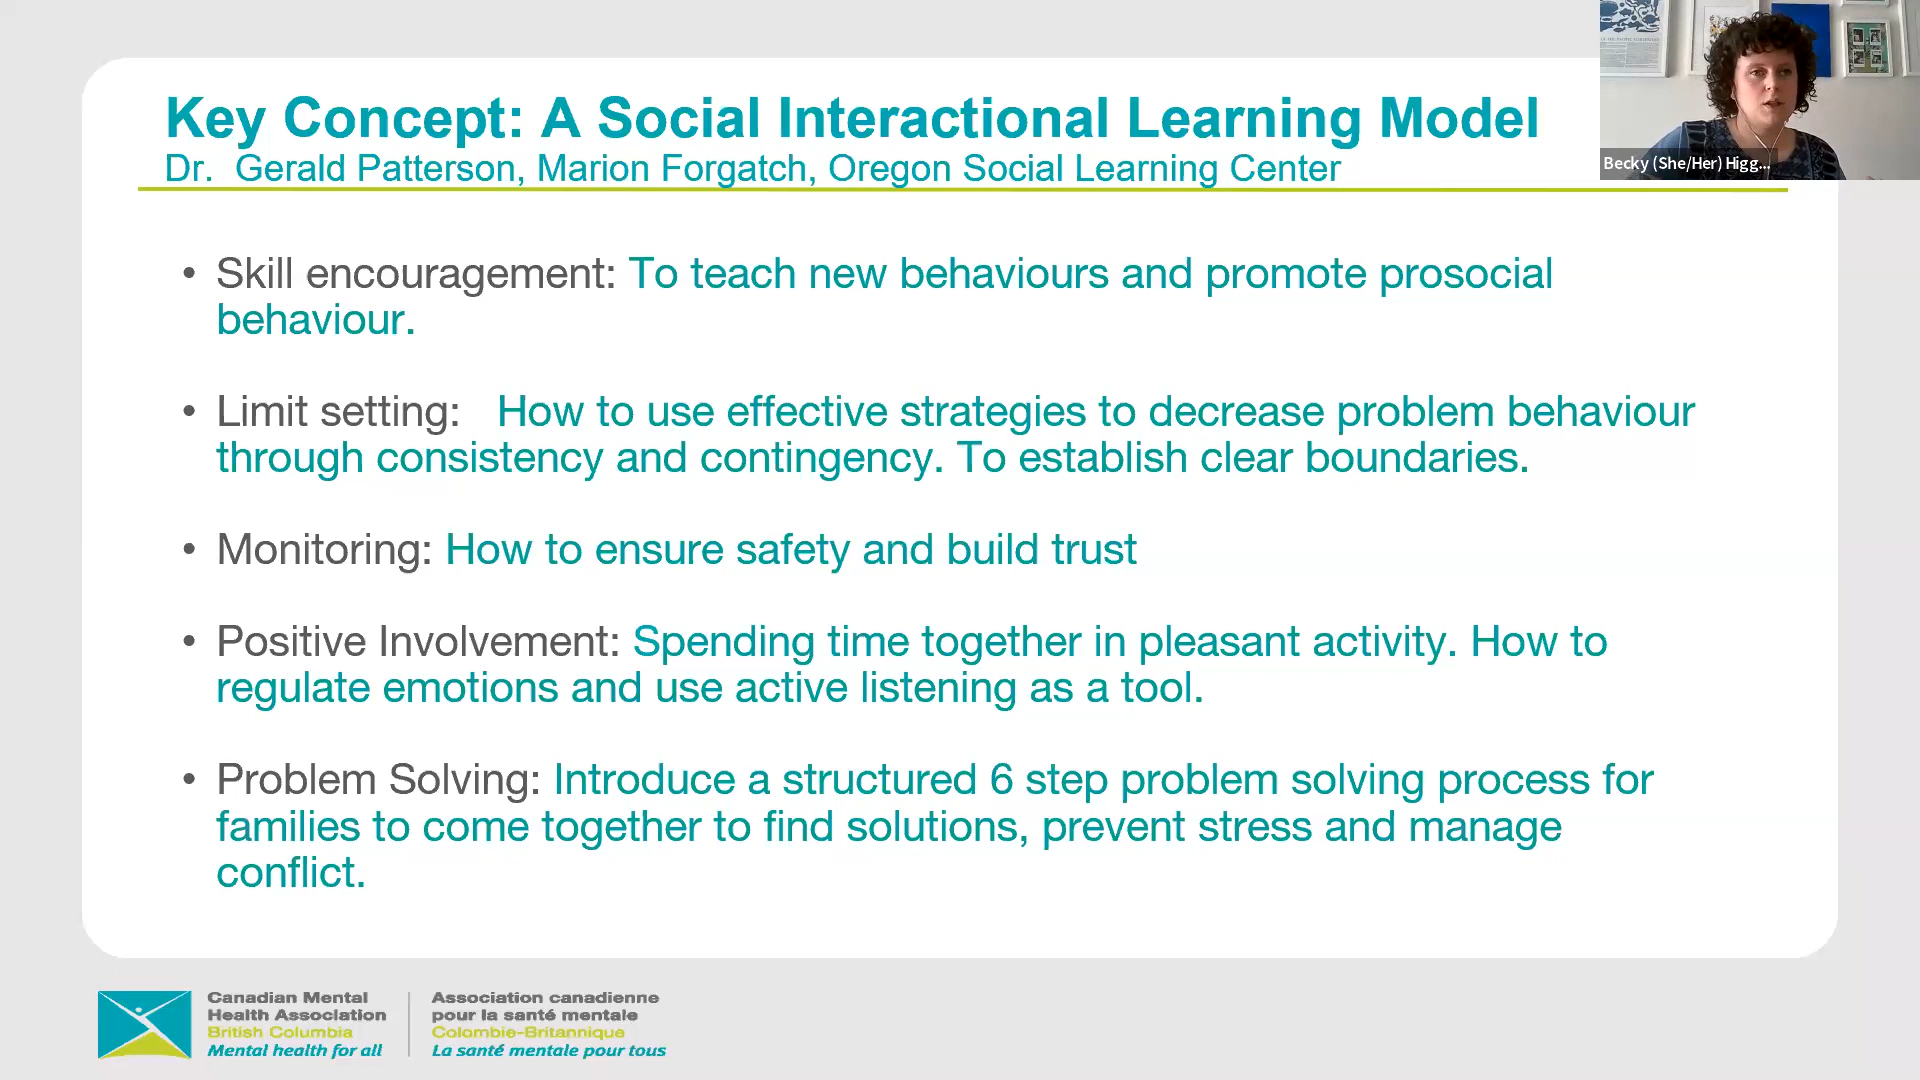 Key Concept: A Social Interactional Learning Model
Dr. Gerald Patterson, Marion Forgatch, Oregon Social Learning Center
Becky (She/Her) Higg...
• Skill encouragement: To teach new behaviours and promote prosocial
behaviour.
• Limit setting: How to use effective strategies to decrease problem behaviour
through consistency and contingency. To establish clear boundaries.
• Monitoring: How to ensure safety and build trust
• Positive Involvement: Spending time together in pleasant activity. How to
regulate emotions and use active listening as a tool.
• Problem Solving: Introduce a structured 6 step problem solving process for
families to come together to find solutions, prevent stress and manage
conflict.
Canadian Mental
Health Association
British Columbia
Mental health for all
Association canadienne
pour la santé mentale
Colombie-Britannique
La santé mentale pour tous